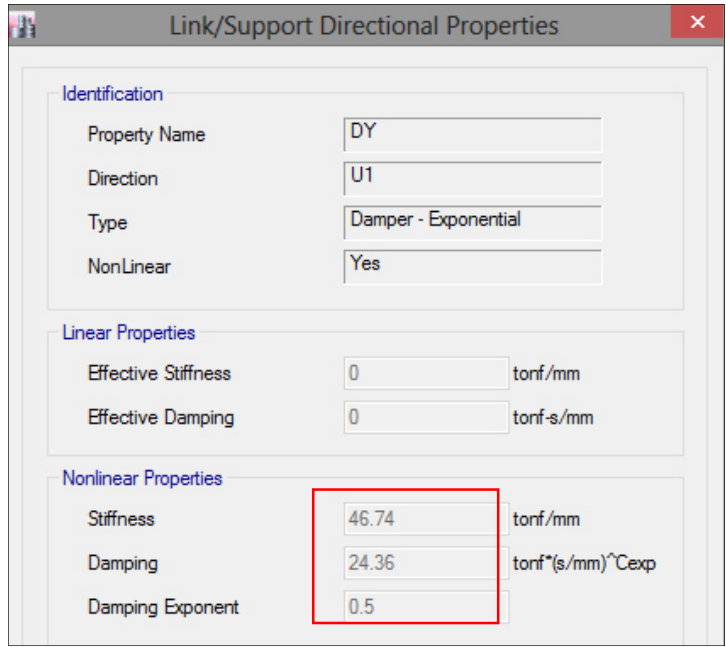 Link/Support Directional Properties
Identification
Property Name DY
Direction U1
Type Damper - Exponential
NonLinear Yes
Linear Properties
Effective Stiffness 0 tonf/mm
Effective Damping 0 tonf-s/mm
Nonlinear Properties
Stiffness 46.74 tonf/mm
Damping 24.36 tonf*(s/mm)^Cexp
Damping Exponent 0.5